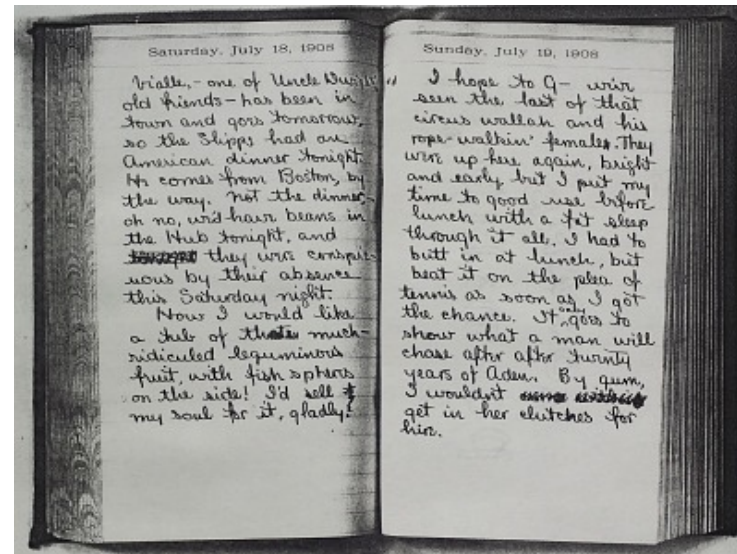 Saturday, July 18, 1908
Vialle, - one of Uncle
old friends - has been in
town and goes tomorrow,
so the Slipps had an
American dinner tonight.
He comes from Boston, by
the way. Not the dinner, -
oh no, we'd have beans in
the Hub tonight, and
they were conspic-
uous by their absence
this Saturday night.
Now I would like
a tub of much-
ridiculed leguminous
fruit, with fish spheres
on the side! I'd sell
my soul for it, gladly!
Sunday, July 19, 1908
I hope to G- we've
seen the last of that
circus wallah and his
rope-walkin' females. They
were up here again, bright
and early but I put my
time to good use before
lunch with a fat sleep
through it all. I had to
butt in at lunch, but
beat it on the plea of
tennis as soon as I got
the chance. It only goes to
show what a man will
chase after after twenty
years of Aden. By gum,
I wouldn't
get in her clutches for
hire.